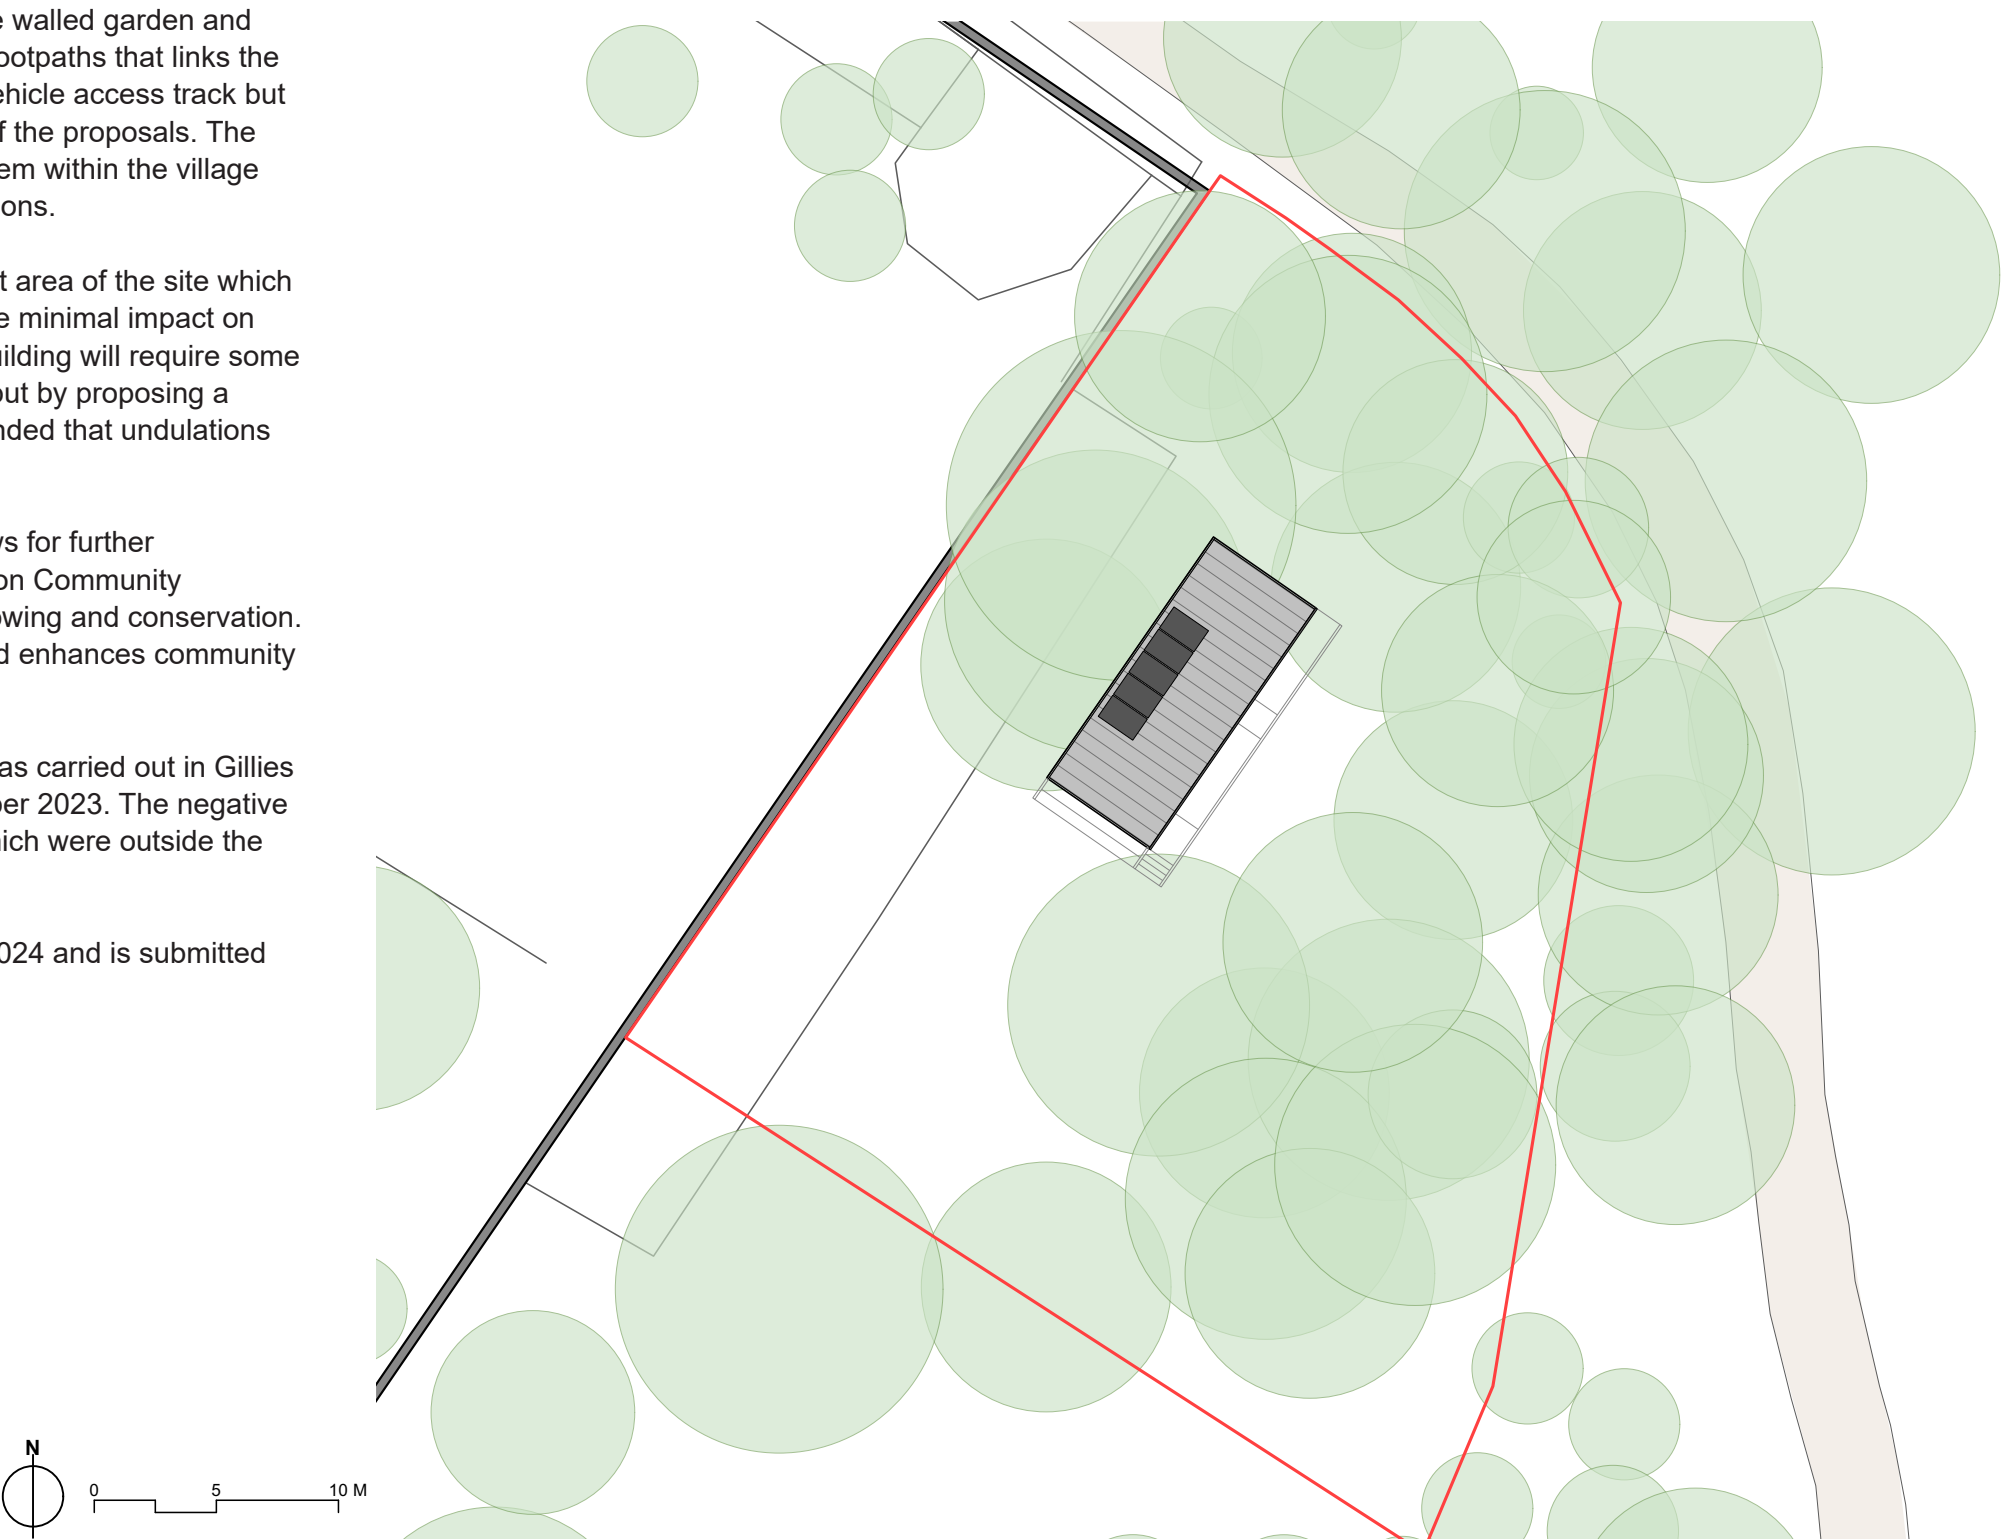 walled garden and
ootpaths that links the
ehicle access track but
f the proposals. The
em within the village
ons.
t area of the site which
e minimal impact on
uilding will require some
out by proposing a
nded that undulations
vs for further
on Community
owing and conservation.
d enhances community
as carried out in Gillies
ber 2023. The negative
hich were outside the
024 and is submitted
N
0 5 10 M